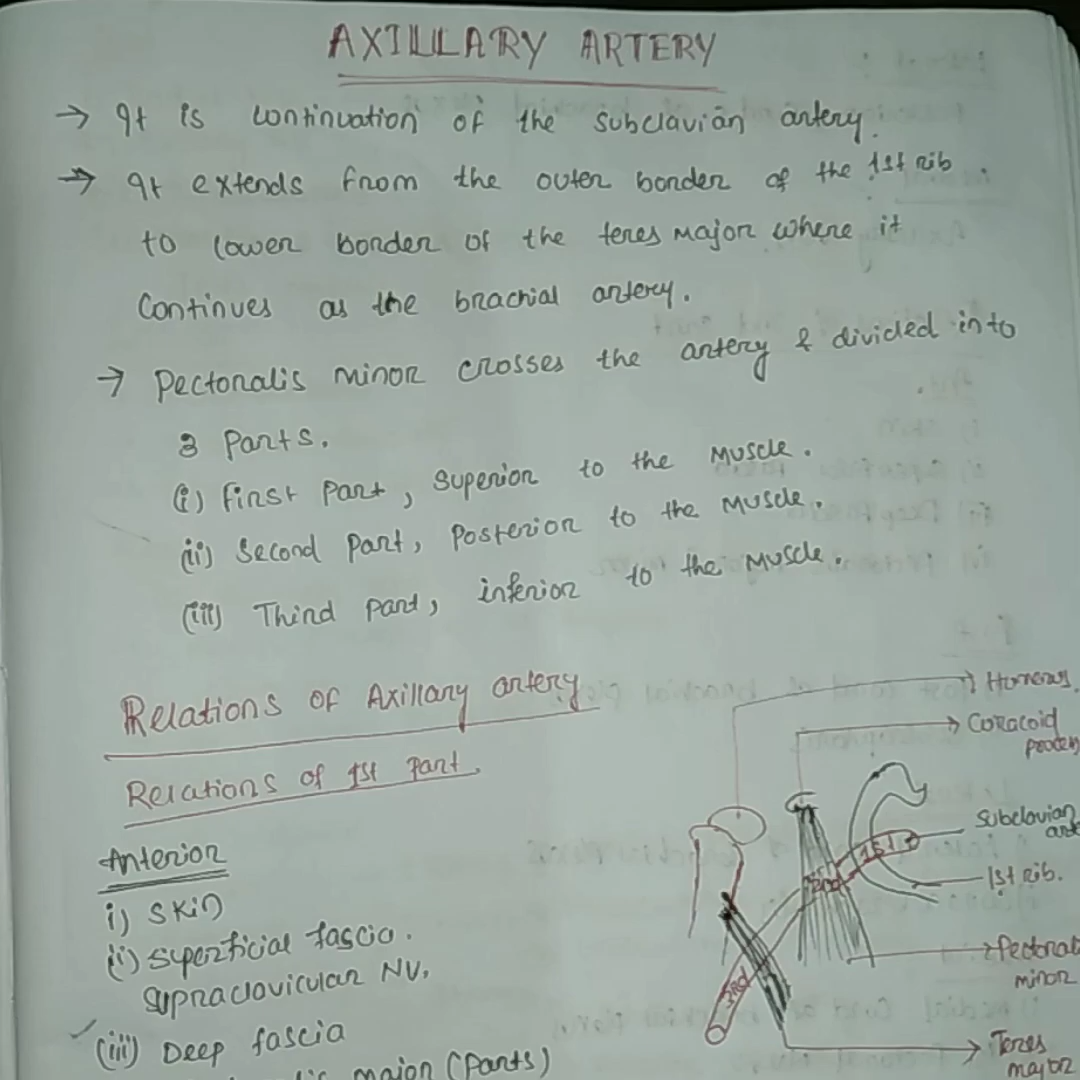 AXILLARY ARTERY
→ It is continuation of the subclavian artery.
→ It extends from the outer border of the 1st rib.
to lower border of the teres major where it
Continues as the brachial artery.
→ Pectoralis minor crosses the artery & divided into
3 Parts.
(i) First Part, superior to the Muscle.
(ii) Second Part, Posterior to the Muscle.
(iii) Third Part, inferior to the Muscle.
Relations of Axillary artery
Relations of 1st Part.
Anterior
i) Skin
(ii) Superficial fascia.
Supraclavicular Nv.
(iii) Deep fascia
major (Parts)
→ Humerus.
→ Coracoid
Subclavian
1st rib.
→ Pectoralis
minor
→ Teres
major
1st
2nd
3rd